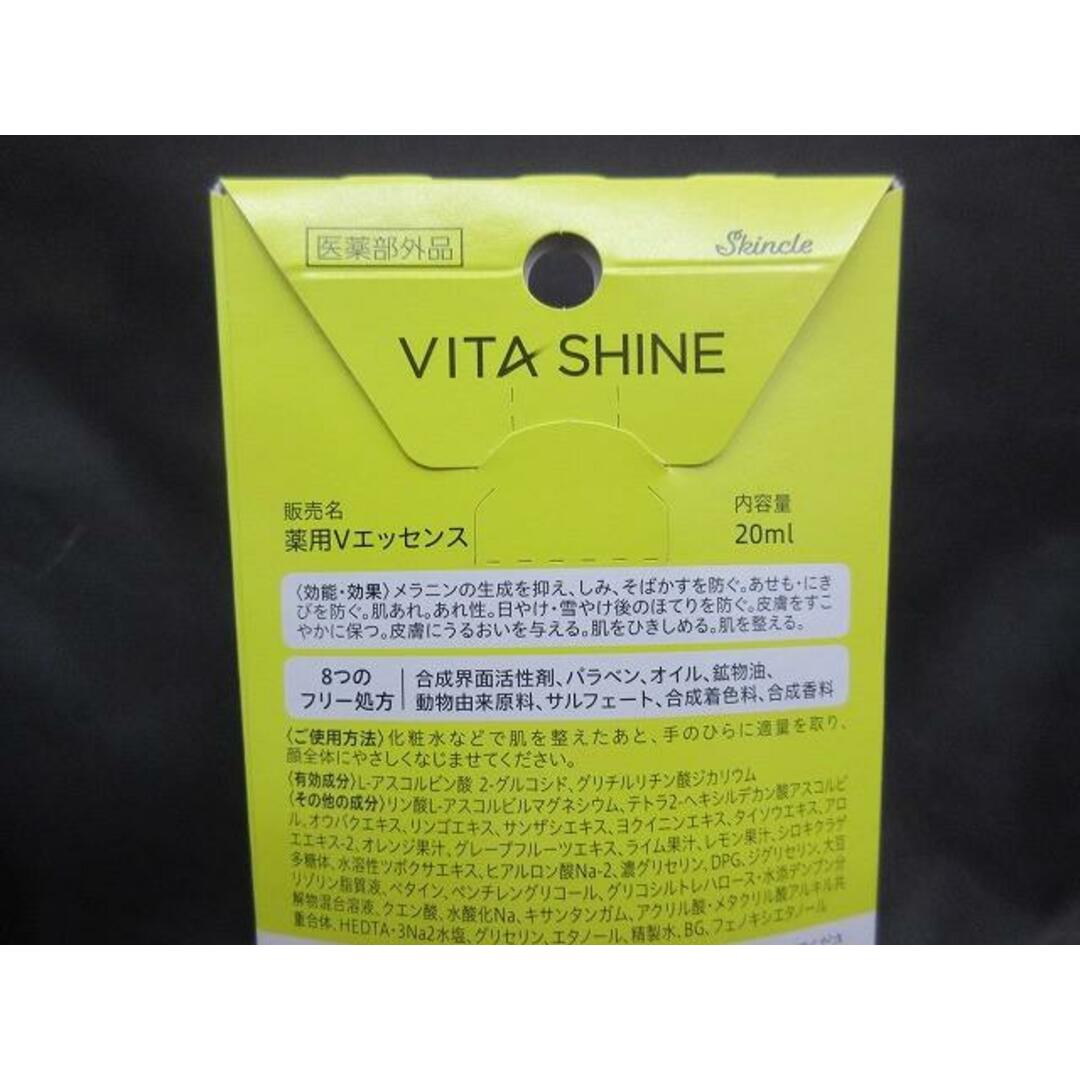 医薬部外品
Skincle
VITA SHINE
販売名
薬用Vエッセンス
内容量
20ml
〈効能・効果〉メラニンの生成を抑え、しみ、そばかすを防ぐ。あせも・にき
びを防ぐ。肌あれ。あれ性。日やけ・雪やけ後のほてりを防ぐ。皮膚をすこ
やかに保つ。皮膚にうるおいを与える。肌をひきしめる。肌を整える。
8つの
フリー処方
合成界面活性剤、パラベン、オイル、鉱物油、
動物由来原料、サルフェート、合成着色料、合成香料
〈ご使用方法〉化粧水などで肌を整えたあと、手のひらに適量を取り、
顔全体にやさしくなじませてください。
〈有効成分〉L-アスコルビン酸 2-グルコシド、グリチルリチン酸ジカリウム
〈その他の成分〉リン酸L-アスコルビルマグネシウム、テトラ2-ヘキシルデカン酸アスコルビ
ル、オウバクエキス、リンゴエキス、サンザシエキス、ヨクイニンエキス、タイソウエキス、アロ
エエキス-2、オレンジ果汁、グレープフルーツエキス、ライム果汁、レモン果汁、シロキクラゲ
多糖体、水溶性ツボクサエキス、ヒアルロン酸Na-2、濃グリセリン、DPG、ジグリセリン、大豆
リゾリン脂質液、ベタイン、ペンチレングリコール、グリコシルトレハロース・水添デンプン分
解物混合溶液、クエン酸、水酸化Na、キサンタンガム、アクリル酸・メタクリル酸アルキル共
重合体、HEDTA・3Na2水塩、グリセリン、エタノール、精製水、BG、フェノキシエタノール